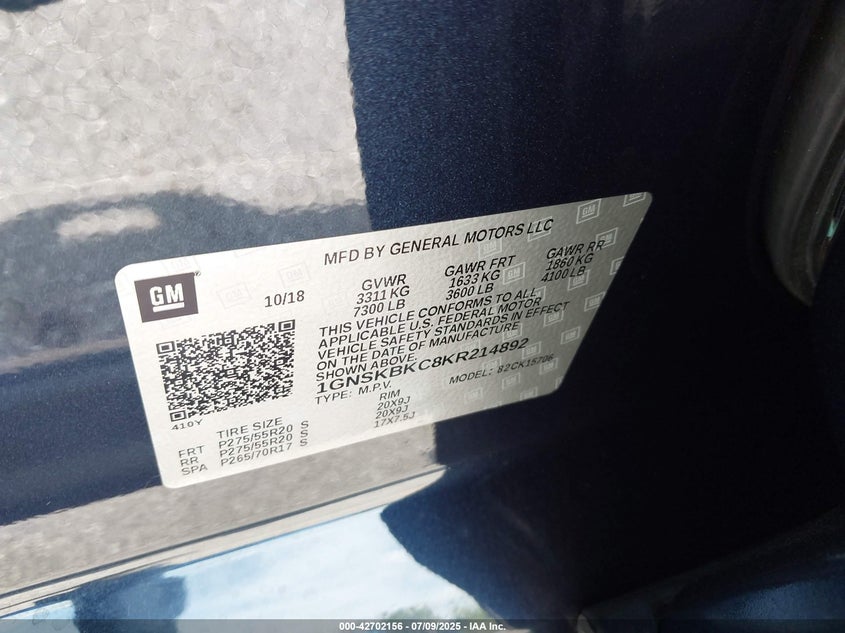 MFD BY GENERAL MOTORS LLC
GM
10/18
GVWR GAWR FRT GAWR RR
3311 KG 1633 KG 1860 KG
7300 LB 3600 LB 4100 LB
THIS VEHICLE CONFORMS TO ALL
APPLICABLE U.S. FEDERAL MOTOR
VEHICLE SAFETY STANDARDS IN EFFECT
ON THE DATE OF MANUFACTURE
SHOWN ABOVE.
1GNSKBKC8KR214892
TYPE: M.P.V. MODEL: 82CK15706
410Y
TIRE SIZE RIM
FRT P275/55R20 S 20X9J
RR P275/55R20 S 20X9J
SPA P265/70R17 S 17X7.5J
000-42702156 - 07/09/2025 - IAA Inc.